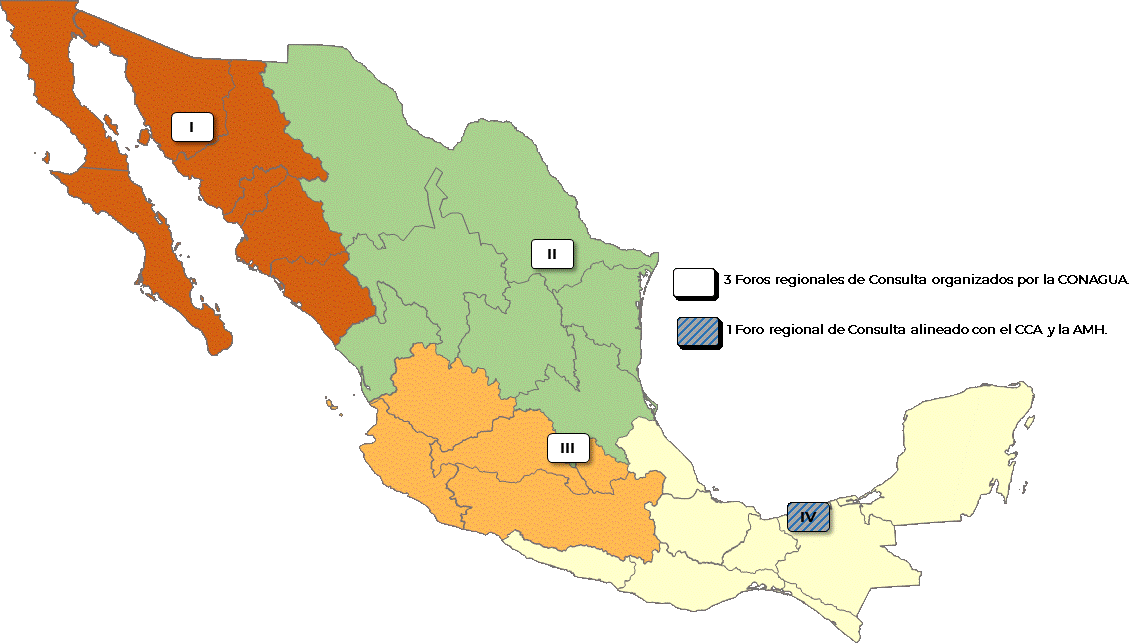 I
II
3 Foros regionales de Consulta organizados por la CONAGUA.
1 Foro regional de Consulta alineado con el CCA y la AMH.
III
IV